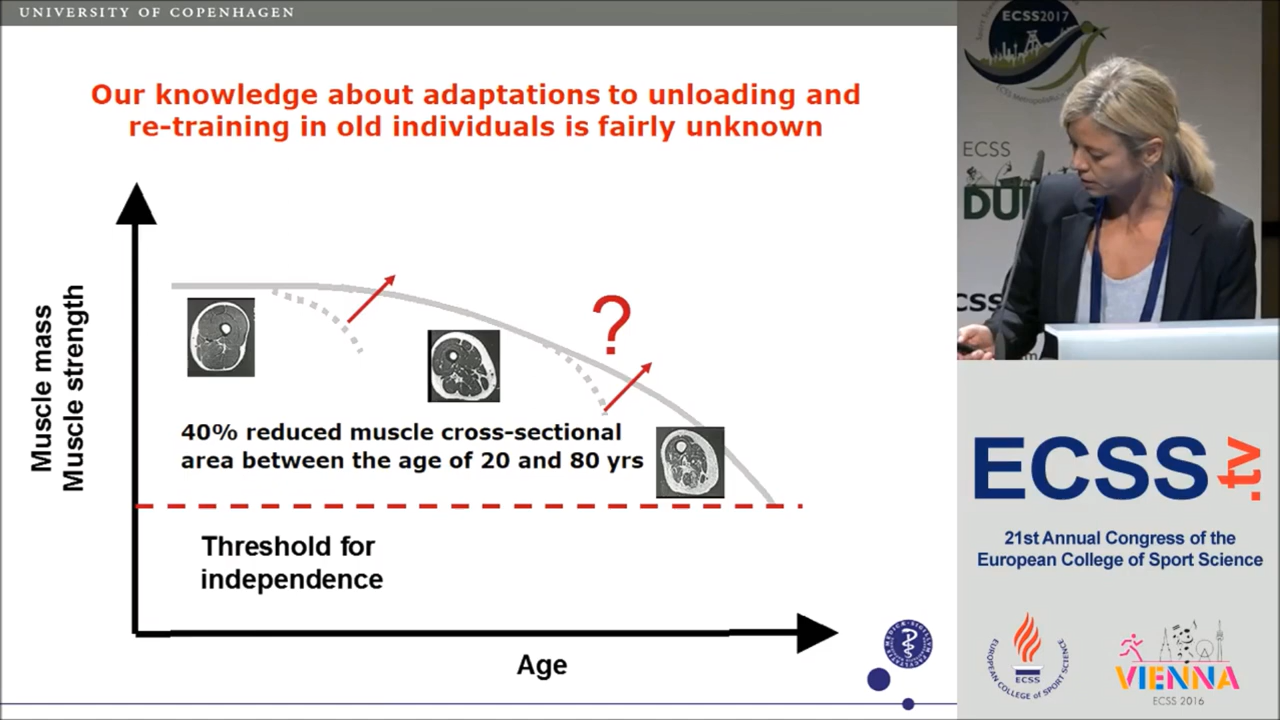 UNIVERSITY OF COPENHAGEN
Our knowledge about adaptations to unloading and
re-training in old individuals is fairly unknown
Muscle mass
Muscle strength
?
40% reduced muscle cross-sectional
area between the age of 20 and 80 yrs
Threshold for
independence
Age
ECSS2017
ECSS
DUI
ECSS.tv
21st Annual Congress of the
European College of Sport Science
EUROPEAN COLLEGE OF SPORT SCIENCE
ECSS
VIENNA
ECSS 2016